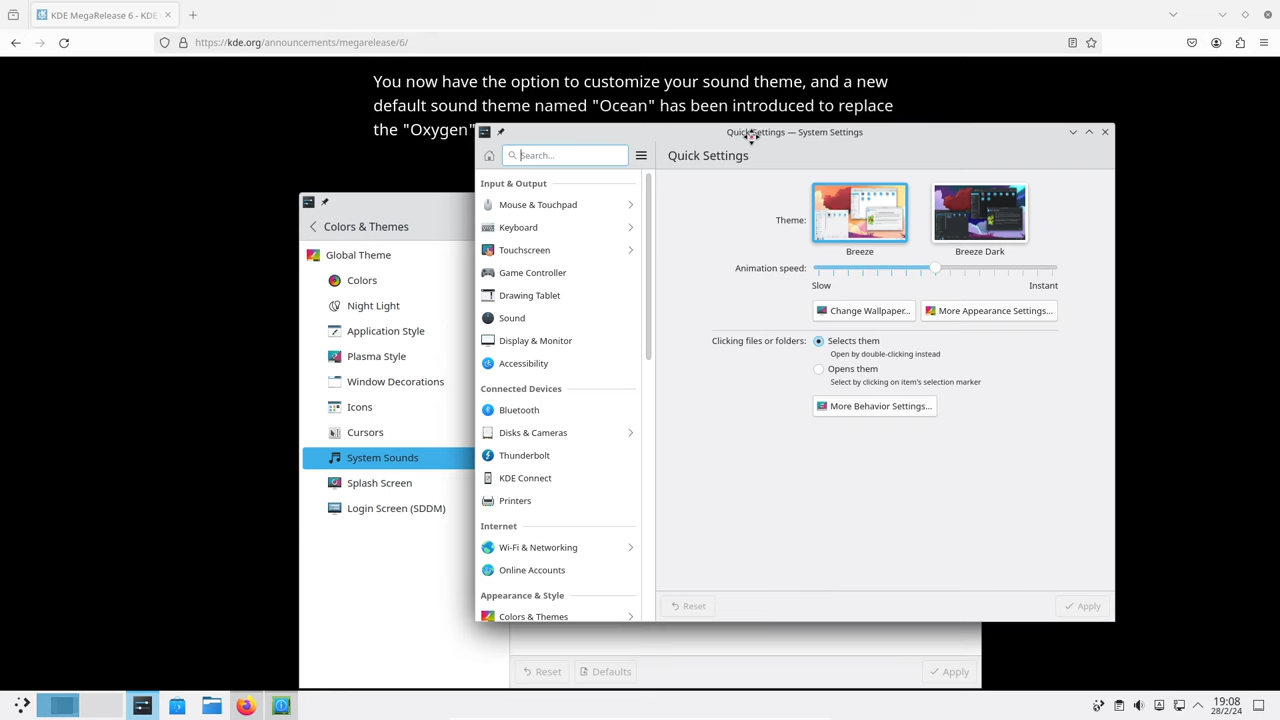 KDE MegaRelease 6 - KDE
https://kde.org/announcements/megarelease/6/
You now have the option to customize your sound theme, and a new
default sound theme named "Ocean" has been introduced to replace
the "Oxygen"
Quick Settings — System Settings
Search...
Quick Settings
Input & Output
Mouse & Touchpad
Keyboard
Touchscreen
Game Controller
Drawing Tablet
Sound
Display & Monitor
Accessibility
Connected Devices
Bluetooth
Disks & Cameras
Thunderbolt
KDE Connect
Printers
Internet
Wi-Fi & Networking
Online Accounts
Appearance & Style
Colors & Themes
Theme:
Breeze
Breeze Dark
Animation speed:
Slow
Instant
Change Wallpaper...
More Appearance Settings...
Clicking files or folders:
Selects them
Open by double-clicking instead
Opens them
Select by clicking on item's selection marker
More Behavior Settings...
Reset
Apply
Colors & Themes
Global Theme
Colors
Night Light
Application Style
Plasma Style
Window Decorations
Icons
Cursors
System Sounds
Splash Screen
Login Screen (SDDM)
Reset
Defaults
Apply
19:08
28/2/24